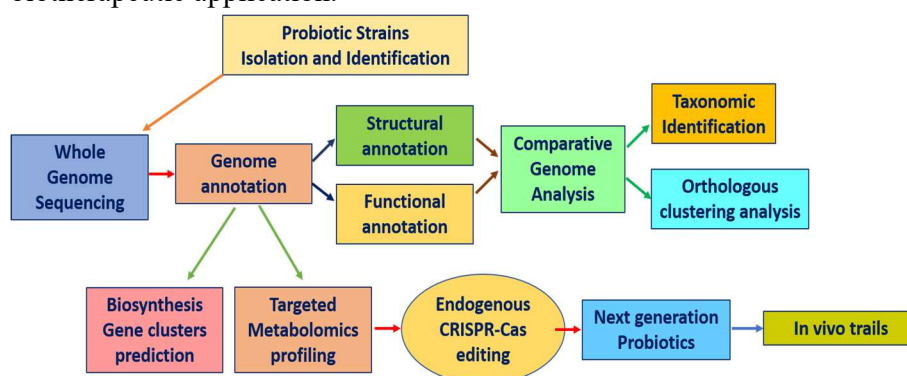 biotherapeutic application.
Probiotic Strains
Isolation and Identification
Whole
Genome
Sequencing
Genome
annotation
Structural
annotation
Functional
annotation
Comparative
Genome
Analysis
Taxonomic
Identification
Orthologous
clustering analysis
Biosynthesis
Gene clusters
prediction
Targeted
Metabolomics
profiling
Endogenous
CRISPR-Cas
editing
Next generation
Probiotics
In vivo trails